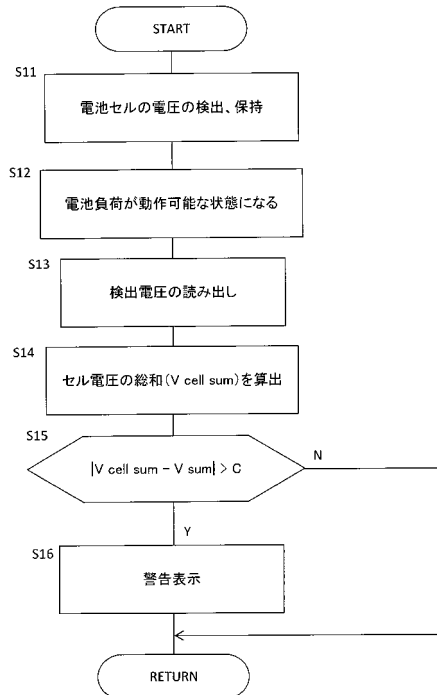 START
S11
電池セルの電圧の検出、保持
S12
電池負荷が動作可能な状態になる
S13
検出電圧の読み出し
S14
セル電圧の総和(V cell sum)を算出
S15
|V cell sum − V sum| > C
N
Y
S16
警告表示
RETURN